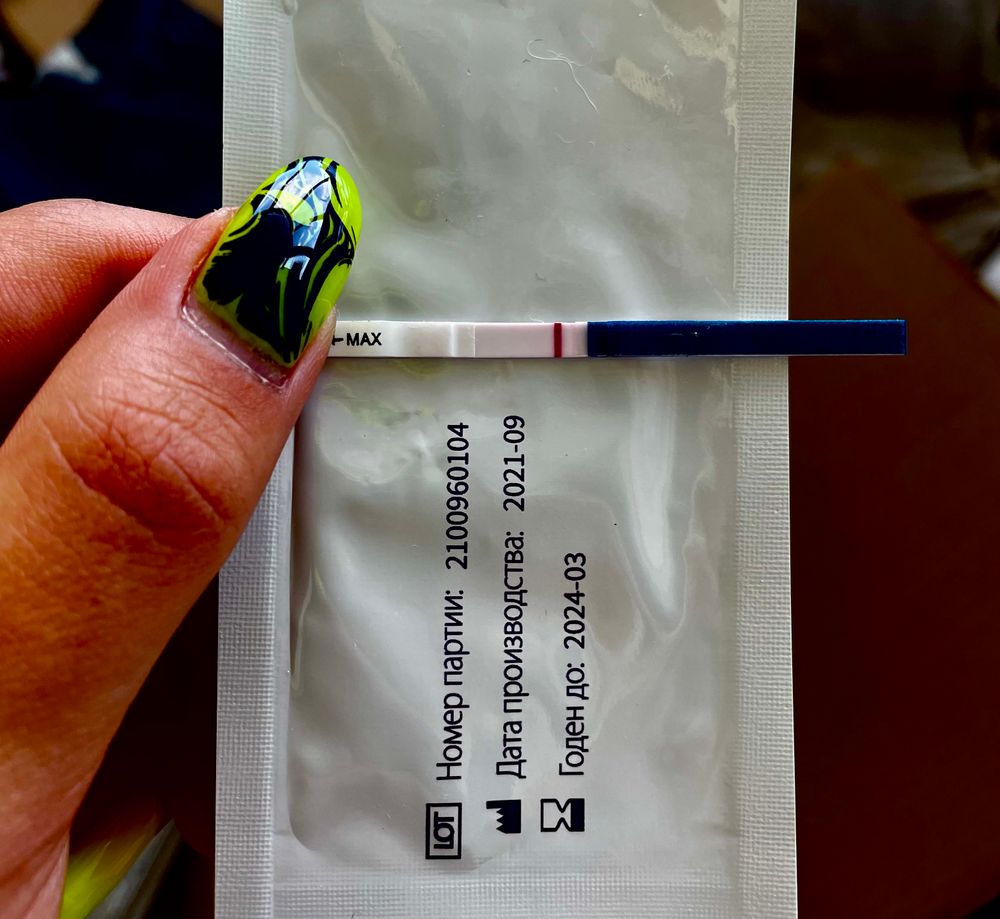 MAX
LOT Номер партии: 2100960104
Дата производства: 2021-09
Годен до: 2024-03